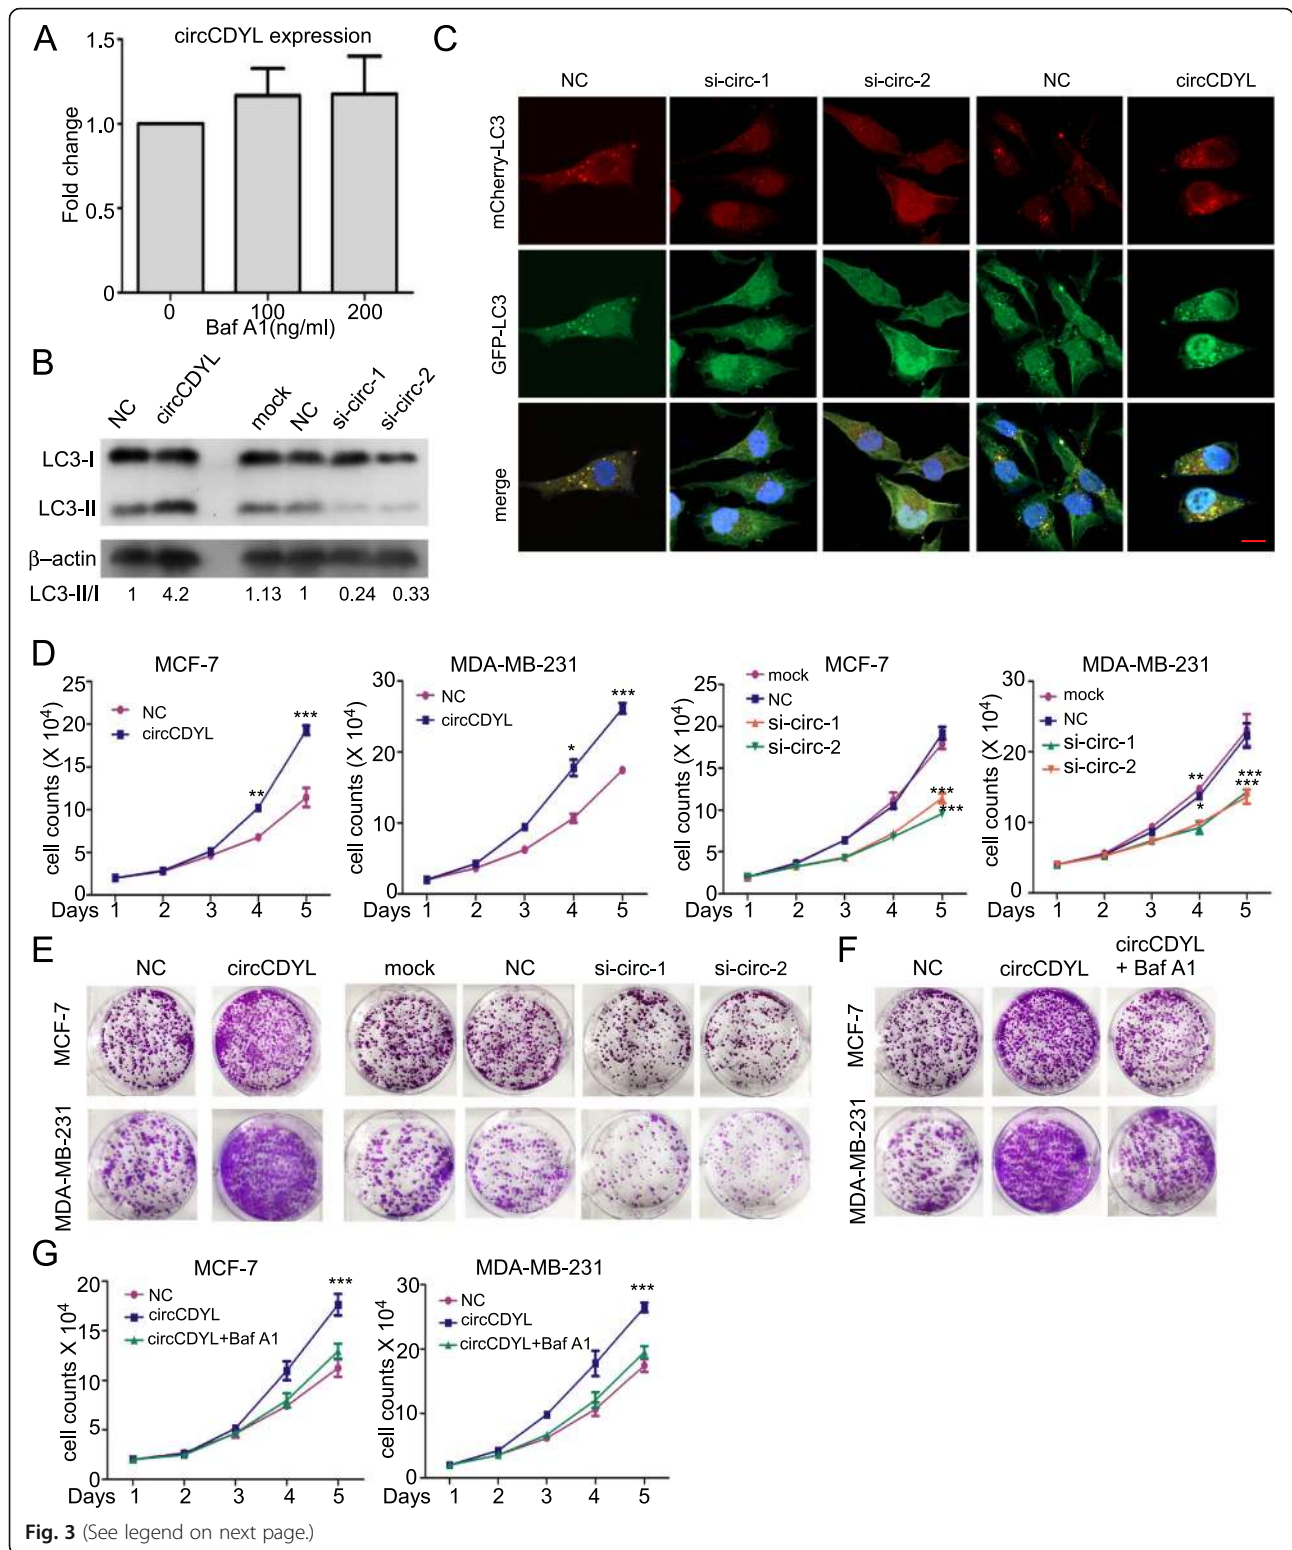 A
circCDYL expression
1.5
1.0
0.5
0
Fold change
0 100 200
Baf A1(ng/ml)
B
NC circCDYL mock NC si-circ-1 si-circ-2
LC3-I
LC3-II
β–actin
LC3-II/I 1 4.2 1.13 1 0.24 0.33
C
NC si-circ-1 si-circ-2 NC circCDYL
mCherry-LC3
GFP-LC3
merge
D
MCF-7
25
20
15
10
5
0
cell counts (X 10⁴)
NC
circCDYL
**
***
Days 1 2 3 4 5
MDA-MB-231
30
20
10
0
cell counts (X 10⁴)
NC
circCDYL
*
***
1 2 3 4 5
MCF-7
25
20
15
10
5
0
cell counts (X 10⁴)
mock
NC
si-circ-1
si-circ-2
***
***
Days 1 2 3 4 5
MDA-MB-231
30
20
10
0
cell counts (X 10⁴)
mock
NC
si-circ-1
si-circ-2
**
*
***
***
Days 1 2 3 4 5
E
NC circCDYL mock NC si-circ-1 si-circ-2
MCF-7
MDA-MB-231
F
NC circCDYL circCDYL
+ Baf A1
MCF-7
MDA-MB-231
G
MCF-7
20
15
10
5
0
cell counts X 10⁴
NC
circCDYL
circCDYL+Baf A1
***
Days 1 2 3 4 5
MDA-MB-231
30
20
10
0
cell counts X 10⁴
NC
circCDYL
circCDYL+Baf A1
***
Days 1 2 3 4 5
Fig. 3 (See legend on next page.)